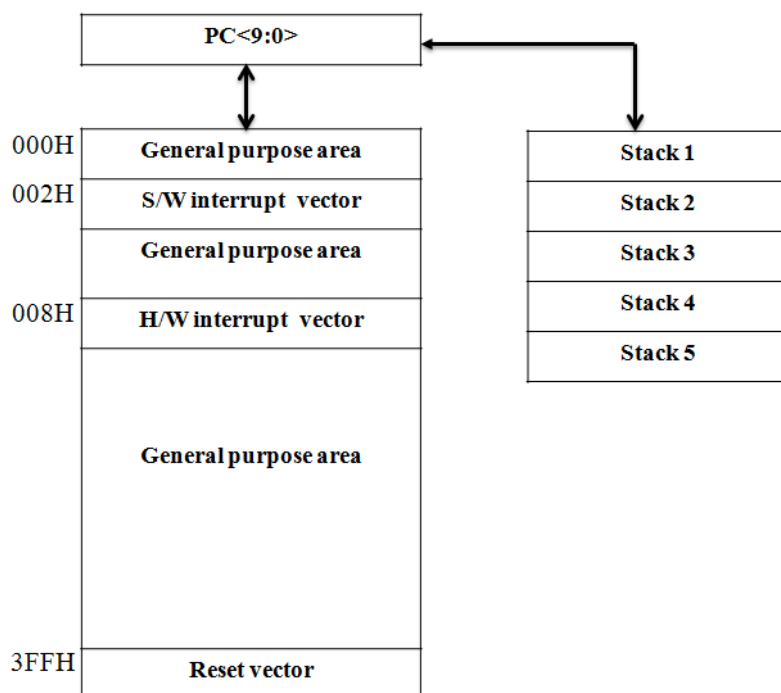 PC<9:0>
000H
General purpose area
002H
S/W interrupt vector
General purpose area
008H
H/W interrupt vector
General purpose area
3FFH
Reset vector
Stack 1
Stack 2
Stack 3
Stack 4
Stack 5